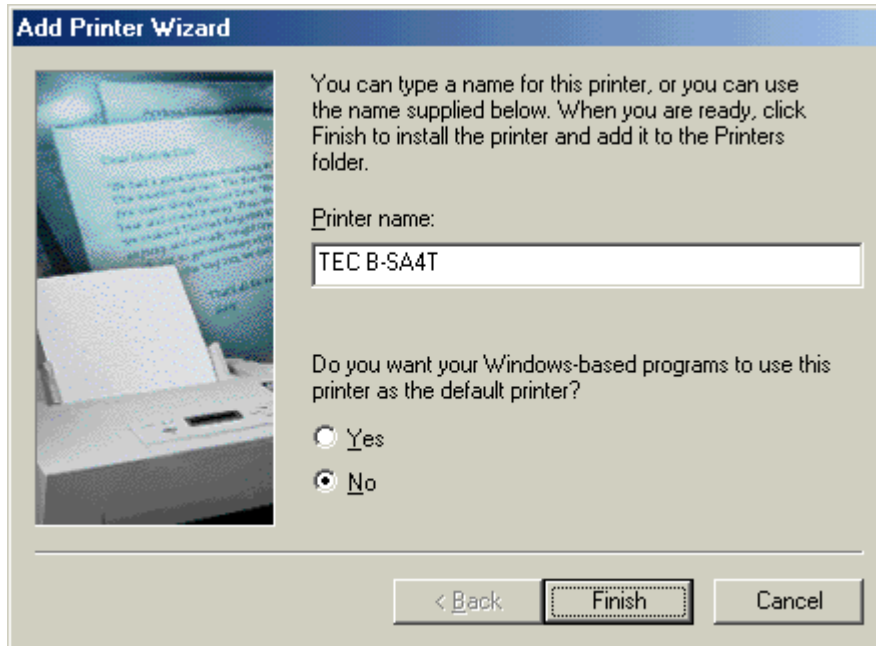 Add Printer Wizard
You can type a name for this printer, or you can use
the name supplied below. When you are ready, click
Finish to install the printer and add it to the Printers
folder.
Printer name:
TEC B-SA4T
Do you want your Windows-based programs to use this
printer as the default printer?
Yes
No
< Back
Finish
Cancel